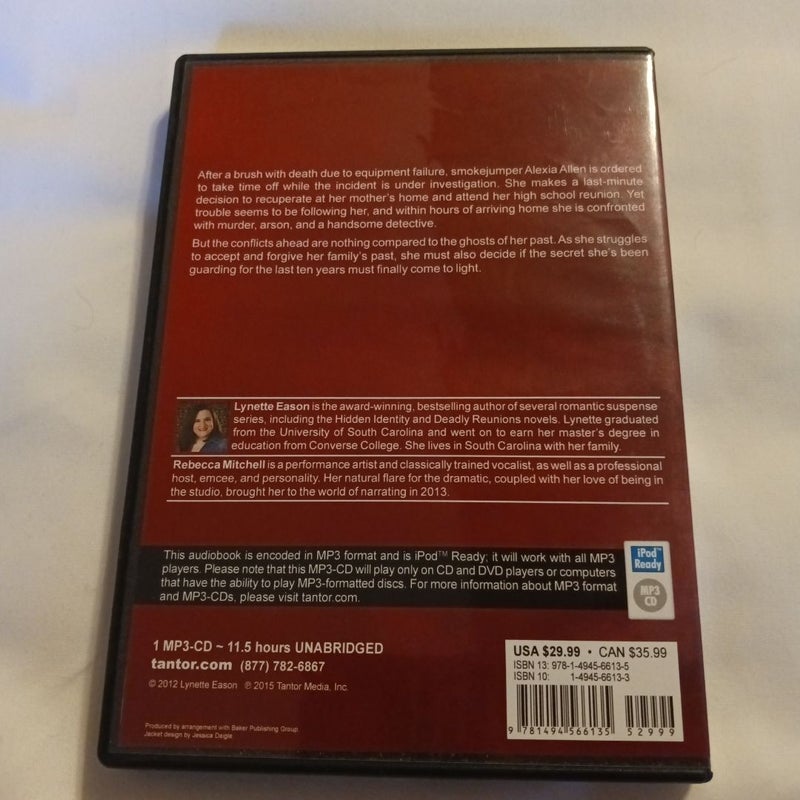 After a brush with death due to equipment failure, smokejumper Alexia Allen is ordered
to take time off while the incident is under investigation. She makes a last-minute
decision to recuperate at her mother's home and attend her high school reunion. Yet
trouble seems to be following her, and within hours of arriving home she is confronted
with murder, arson, and a handsome detective.
But the conflicts ahead are nothing compared to the ghosts of her past. As she struggles
to accept and forgive her family's past, she must also decide if the secret she's been
guarding for the last ten years must finally come to light.
Lynette Eason is the award-winning, bestselling author of several romantic suspense
series, including the Hidden Identity and Deadly Reunions novels. Lynette graduated
from the University of South Carolina and went on to earn her master's degree in
education from Converse College. She lives in South Carolina with her family.
Rebecca Mitchell is a performance artist and classically trained vocalist, as well as a professional
host, emcee, and personality. Her natural flare for the dramatic, coupled with her love of being in
the studio, brought her to the world of narrating in 2013.
This audiobook is encoded in MP3 format and is iPod™ Ready; it will work with all MP3
players. Please note that this MP3-CD will play only on CD and DVD players or computers
that have the ability to play MP3-formatted discs. For more information about MP3 format
and MP3-CDs, please visit tantor.com.
iPod
Ready
MP3
CD
1 MP3-CD ~ 11.5 hours UNABRIDGED
tantor.com (877) 782-6867
© 2012 Lynette Eason ℗ 2015 Tantor Media, Inc.
Produced by arrangement with Baker Publishing Group.
Jacket design by Jessica Daigle.
USA $29.99 • CAN $35.99
ISBN 13: 978-1-4945-6613-5
ISBN 10: 1-4945-6613-3
9 781494 566135
52999